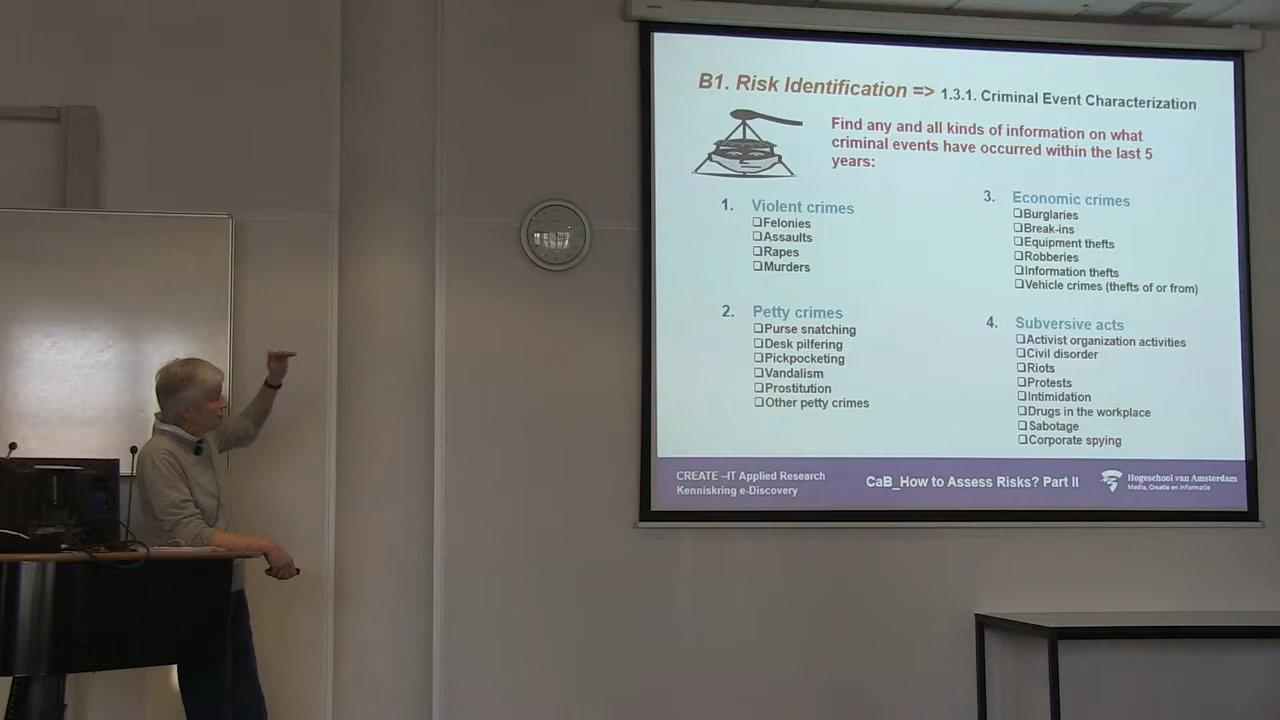 B1. Risk Identification => 1.3.1. Criminal Event Characterization
Find any and all kinds of information on what
criminal events have occurred within the last 5
years:
1. Violent crimes
❑Felonies
❑Assaults
❑Rapes
❑Murders
2. Petty crimes
❑Purse snatching
❑Desk pilfering
❑Pickpocketing
❑Vandalism
❑Prostitution
❑Other petty crimes
3. Economic crimes
❑Burglaries
❑Break-ins
❑Equipment thefts
❑Robberies
❑Information thefts
❑Vehicle crimes (thefts of or from)
4. Subversive acts
❑Activist organization activities
❑Civil disorder
❑Riots
❑Protests
❑Intimidation
❑Drugs in the workplace
❑Sabotage
❑Corporate spying
CREATE –IT Applied Research
Kenniskring e-Discovery
CaB_How to Assess Risks? Part II
Hogeschool van Amsterdam
Media, Creatie en Informatie